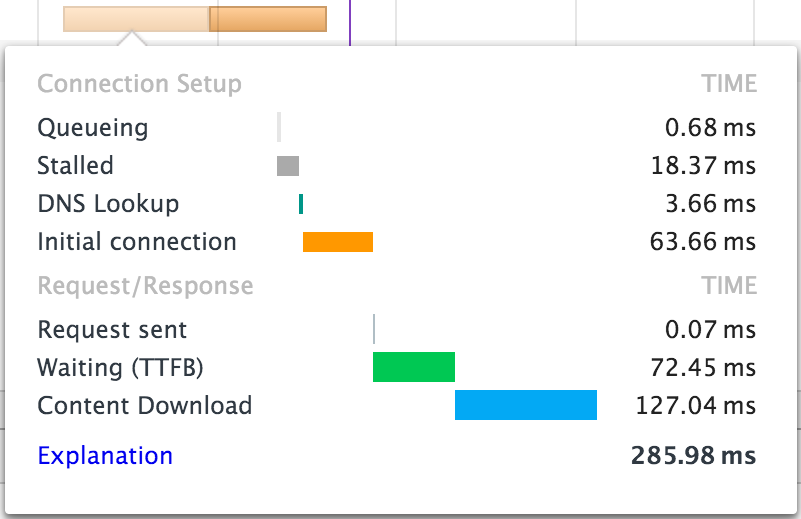 Connection Setup TIME
Queueing 0.68 ms
Stalled 18.37 ms
DNS Lookup 3.66 ms
Initial connection 63.66 ms
Request/Response TIME
Request sent 0.07 ms
Waiting (TTFB) 72.45 ms
Content Download 127.04 ms
Explanation 285.98 ms